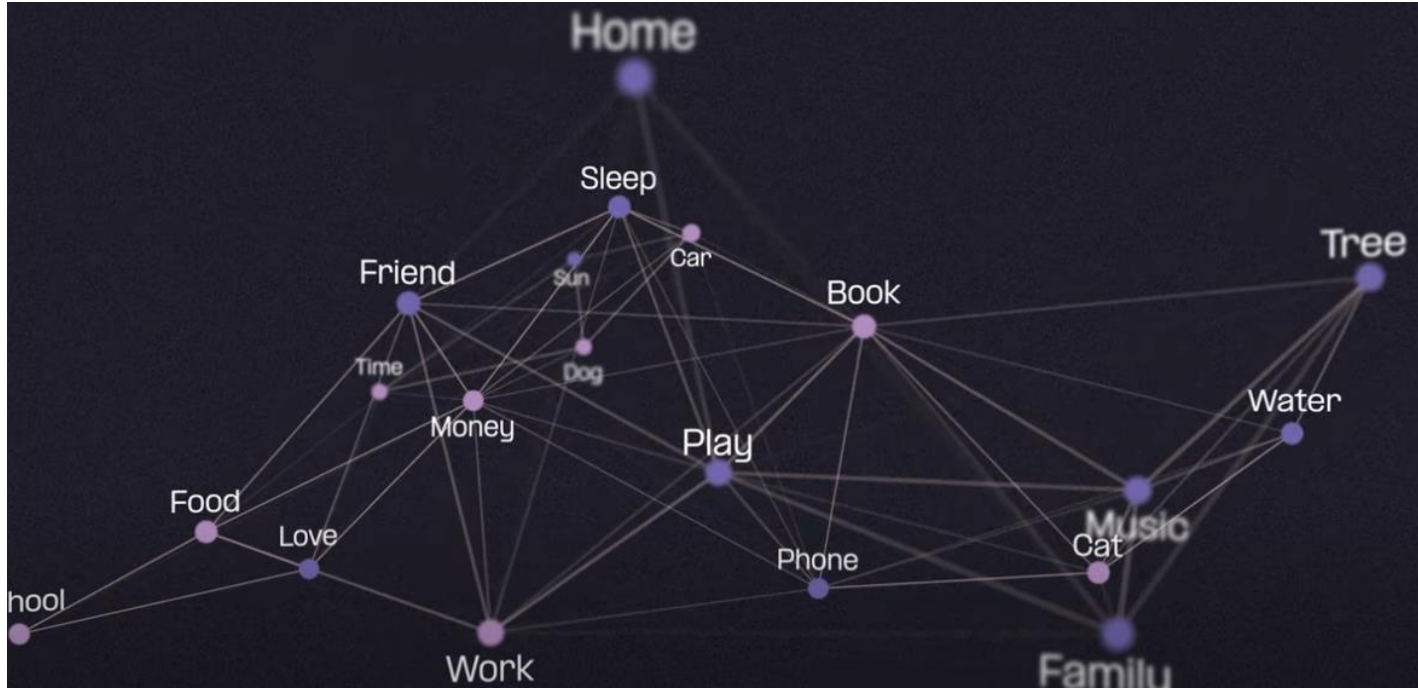 Home
Sleep
Car
Sun
Friend
Tree
Book
Time
Dog
Money
Water
Play
Food
Love
Music
Cat
Phone
hool
Work
Family